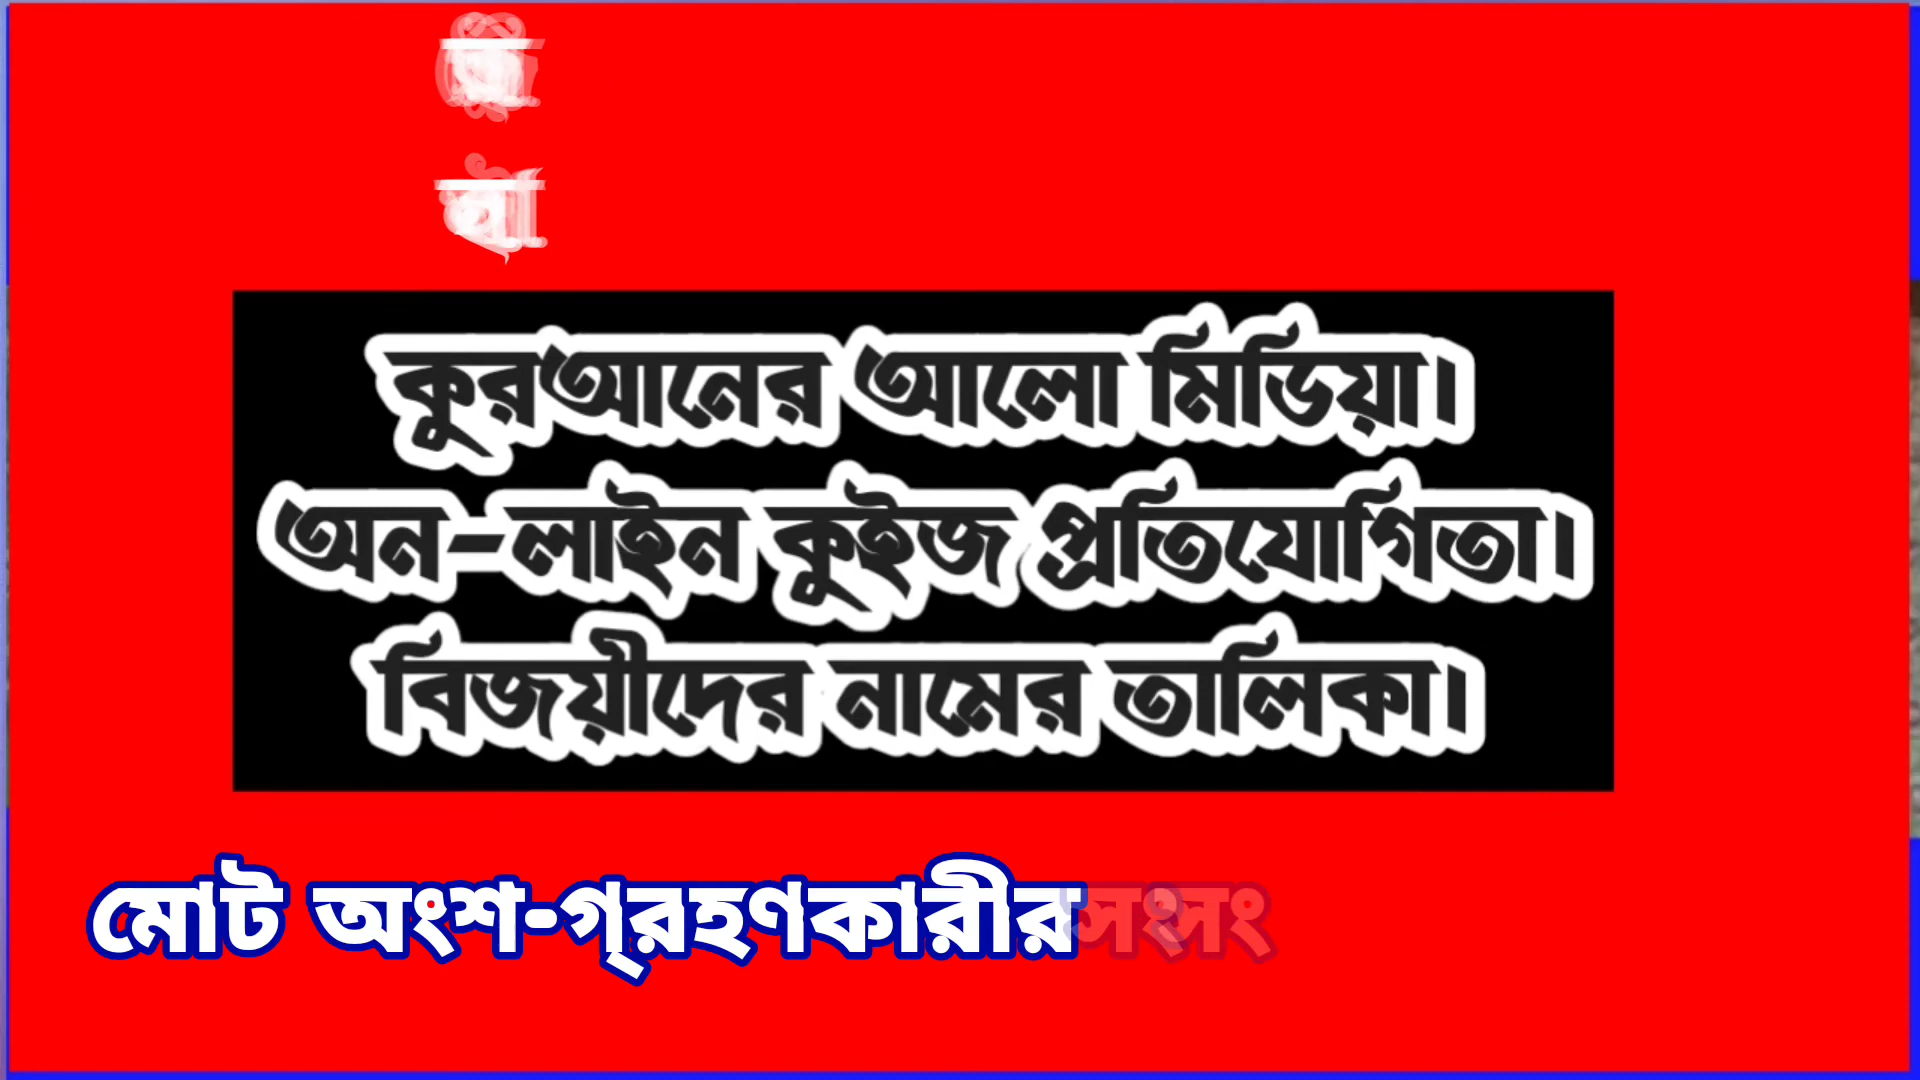 কুরআনের আলো মিডিয়া।
অন-লাইন কুইজ প্রতিযোগিতা।
বিজয়ীদের নামের তালিকা।
মোট অংশ-গ্‌রহণকারীর